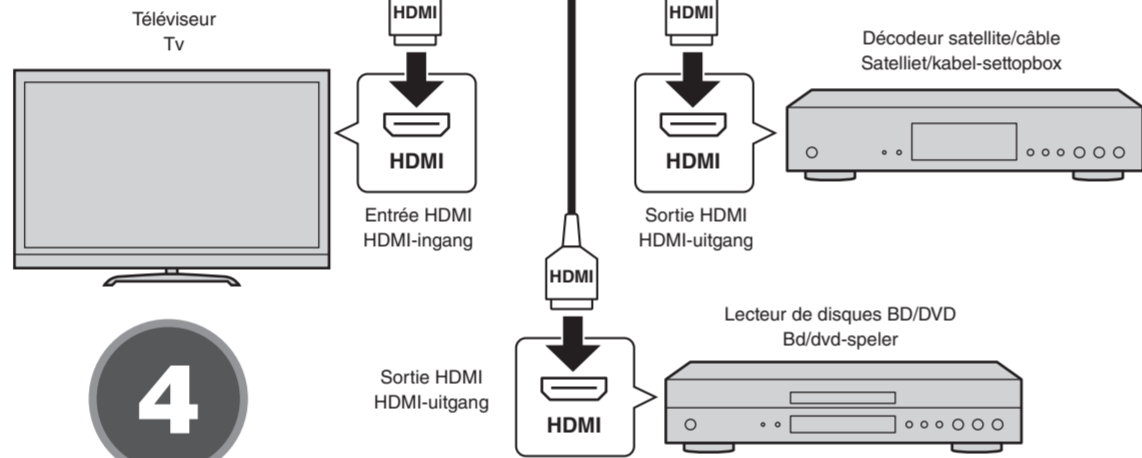 Téléviseur
Tv
HDMI
HDMI
Entrée HDMI
HDMI-ingang
HDMI
HDMI
Sortie HDMI
HDMI-uitgang
Décodeur satellite/câble
Satelliet/kabel-settopbox
HDMI
Sortie HDMI
HDMI-uitgang
HDMI
Lecteur de disques BD/DVD
Bd/dvd-speler
4